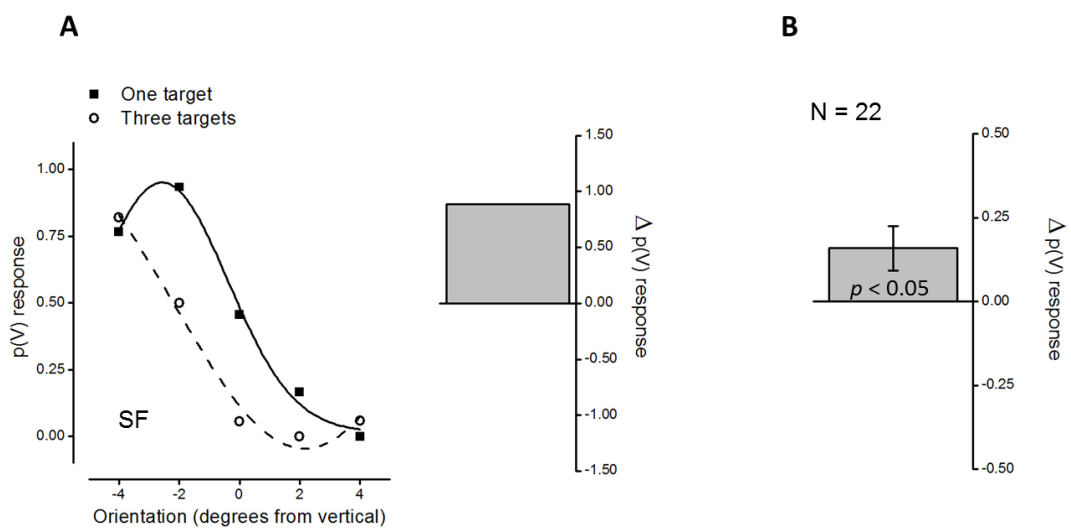 A
B
One target
Three targets
N = 22
1.00
0.75
0.50
0.25
0.00
p(V) response
SF
-4
-2
0
2
4
Orientation (degrees from vertical)
1.50
1.00
0.50
0.00
-0.50
-1.00
-1.50
Δ p(V) response
p < 0.05
0.50
0.25
0.00
-0.25
-0.50
Δ p(V) response